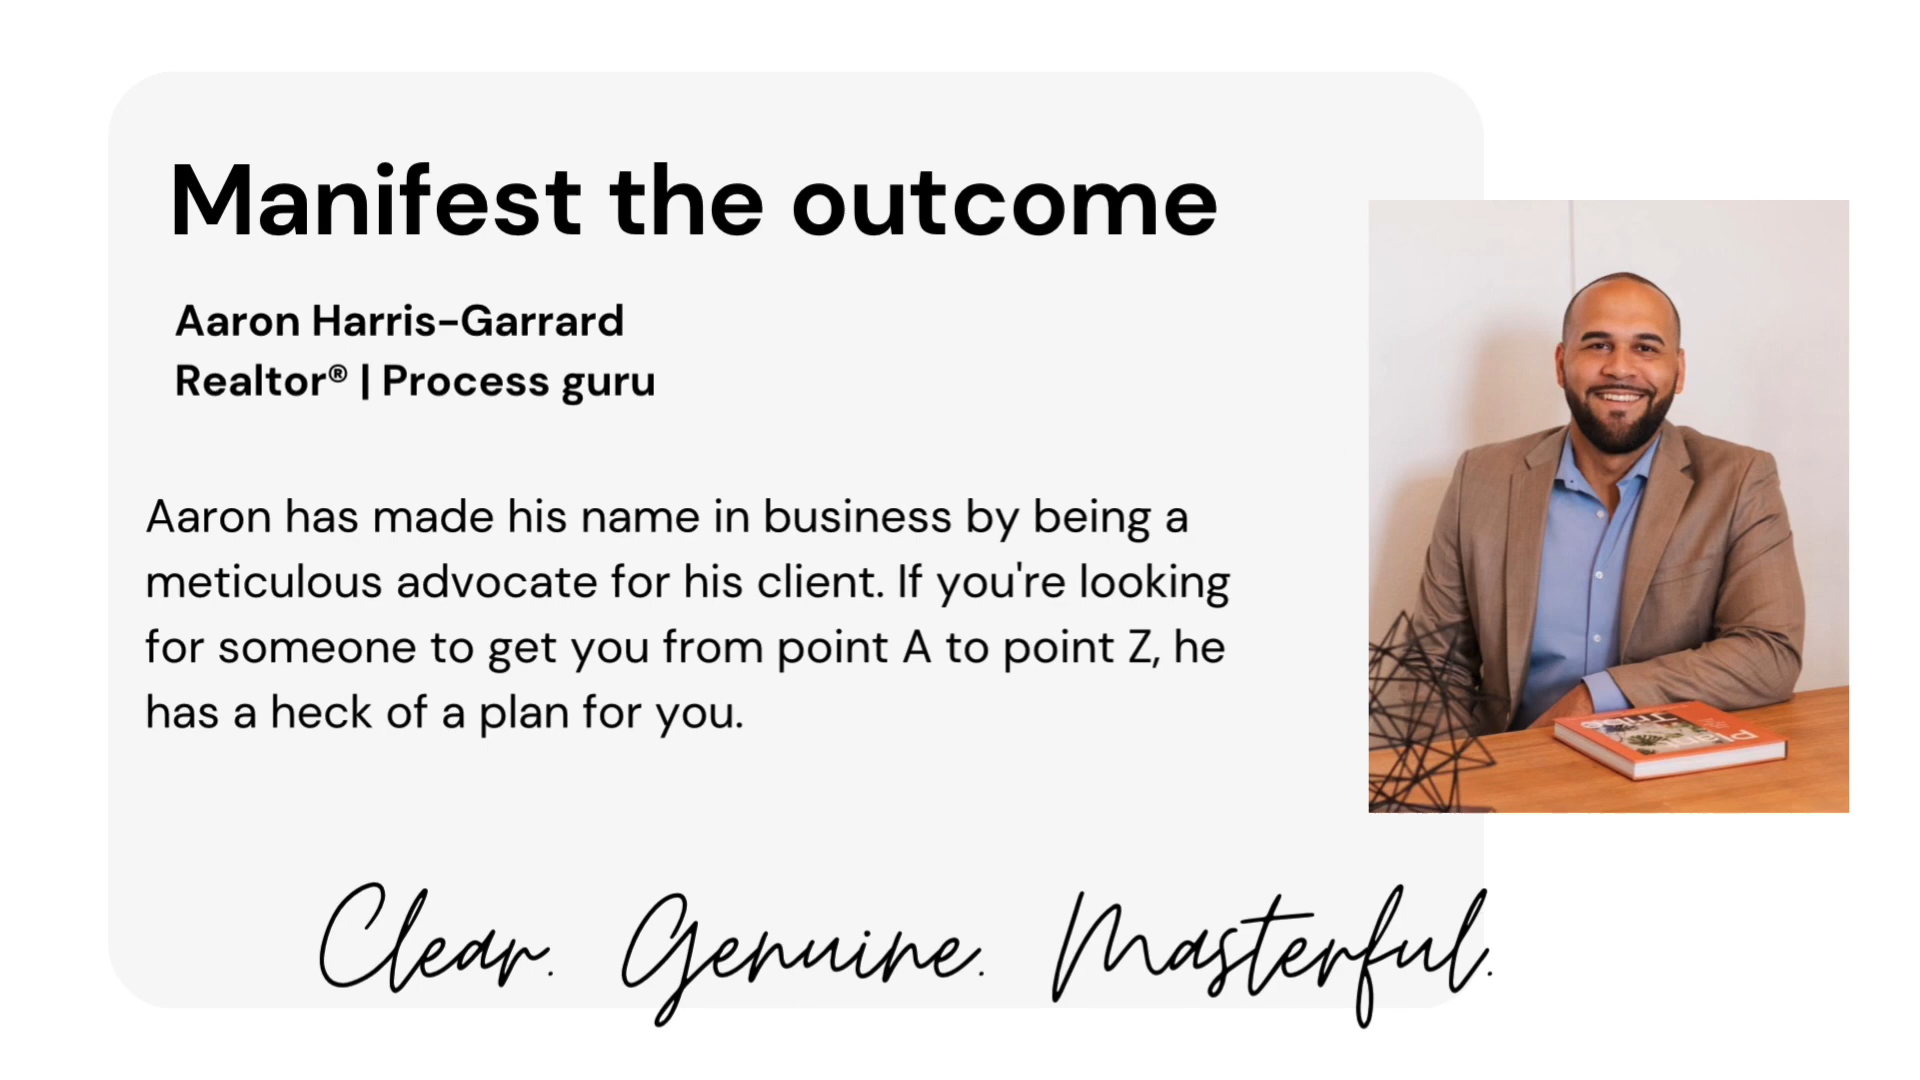 Manifest the outcome
Aaron Harris-Garrard
Realtor® | Process guru
Aaron has made his name in business by being a
meticulous advocate for his client. If you're looking
for someone to get you from point A to point Z, he
has a heck of a plan for you.
Clear. Genuine. Masterful.
Plant
Tribe